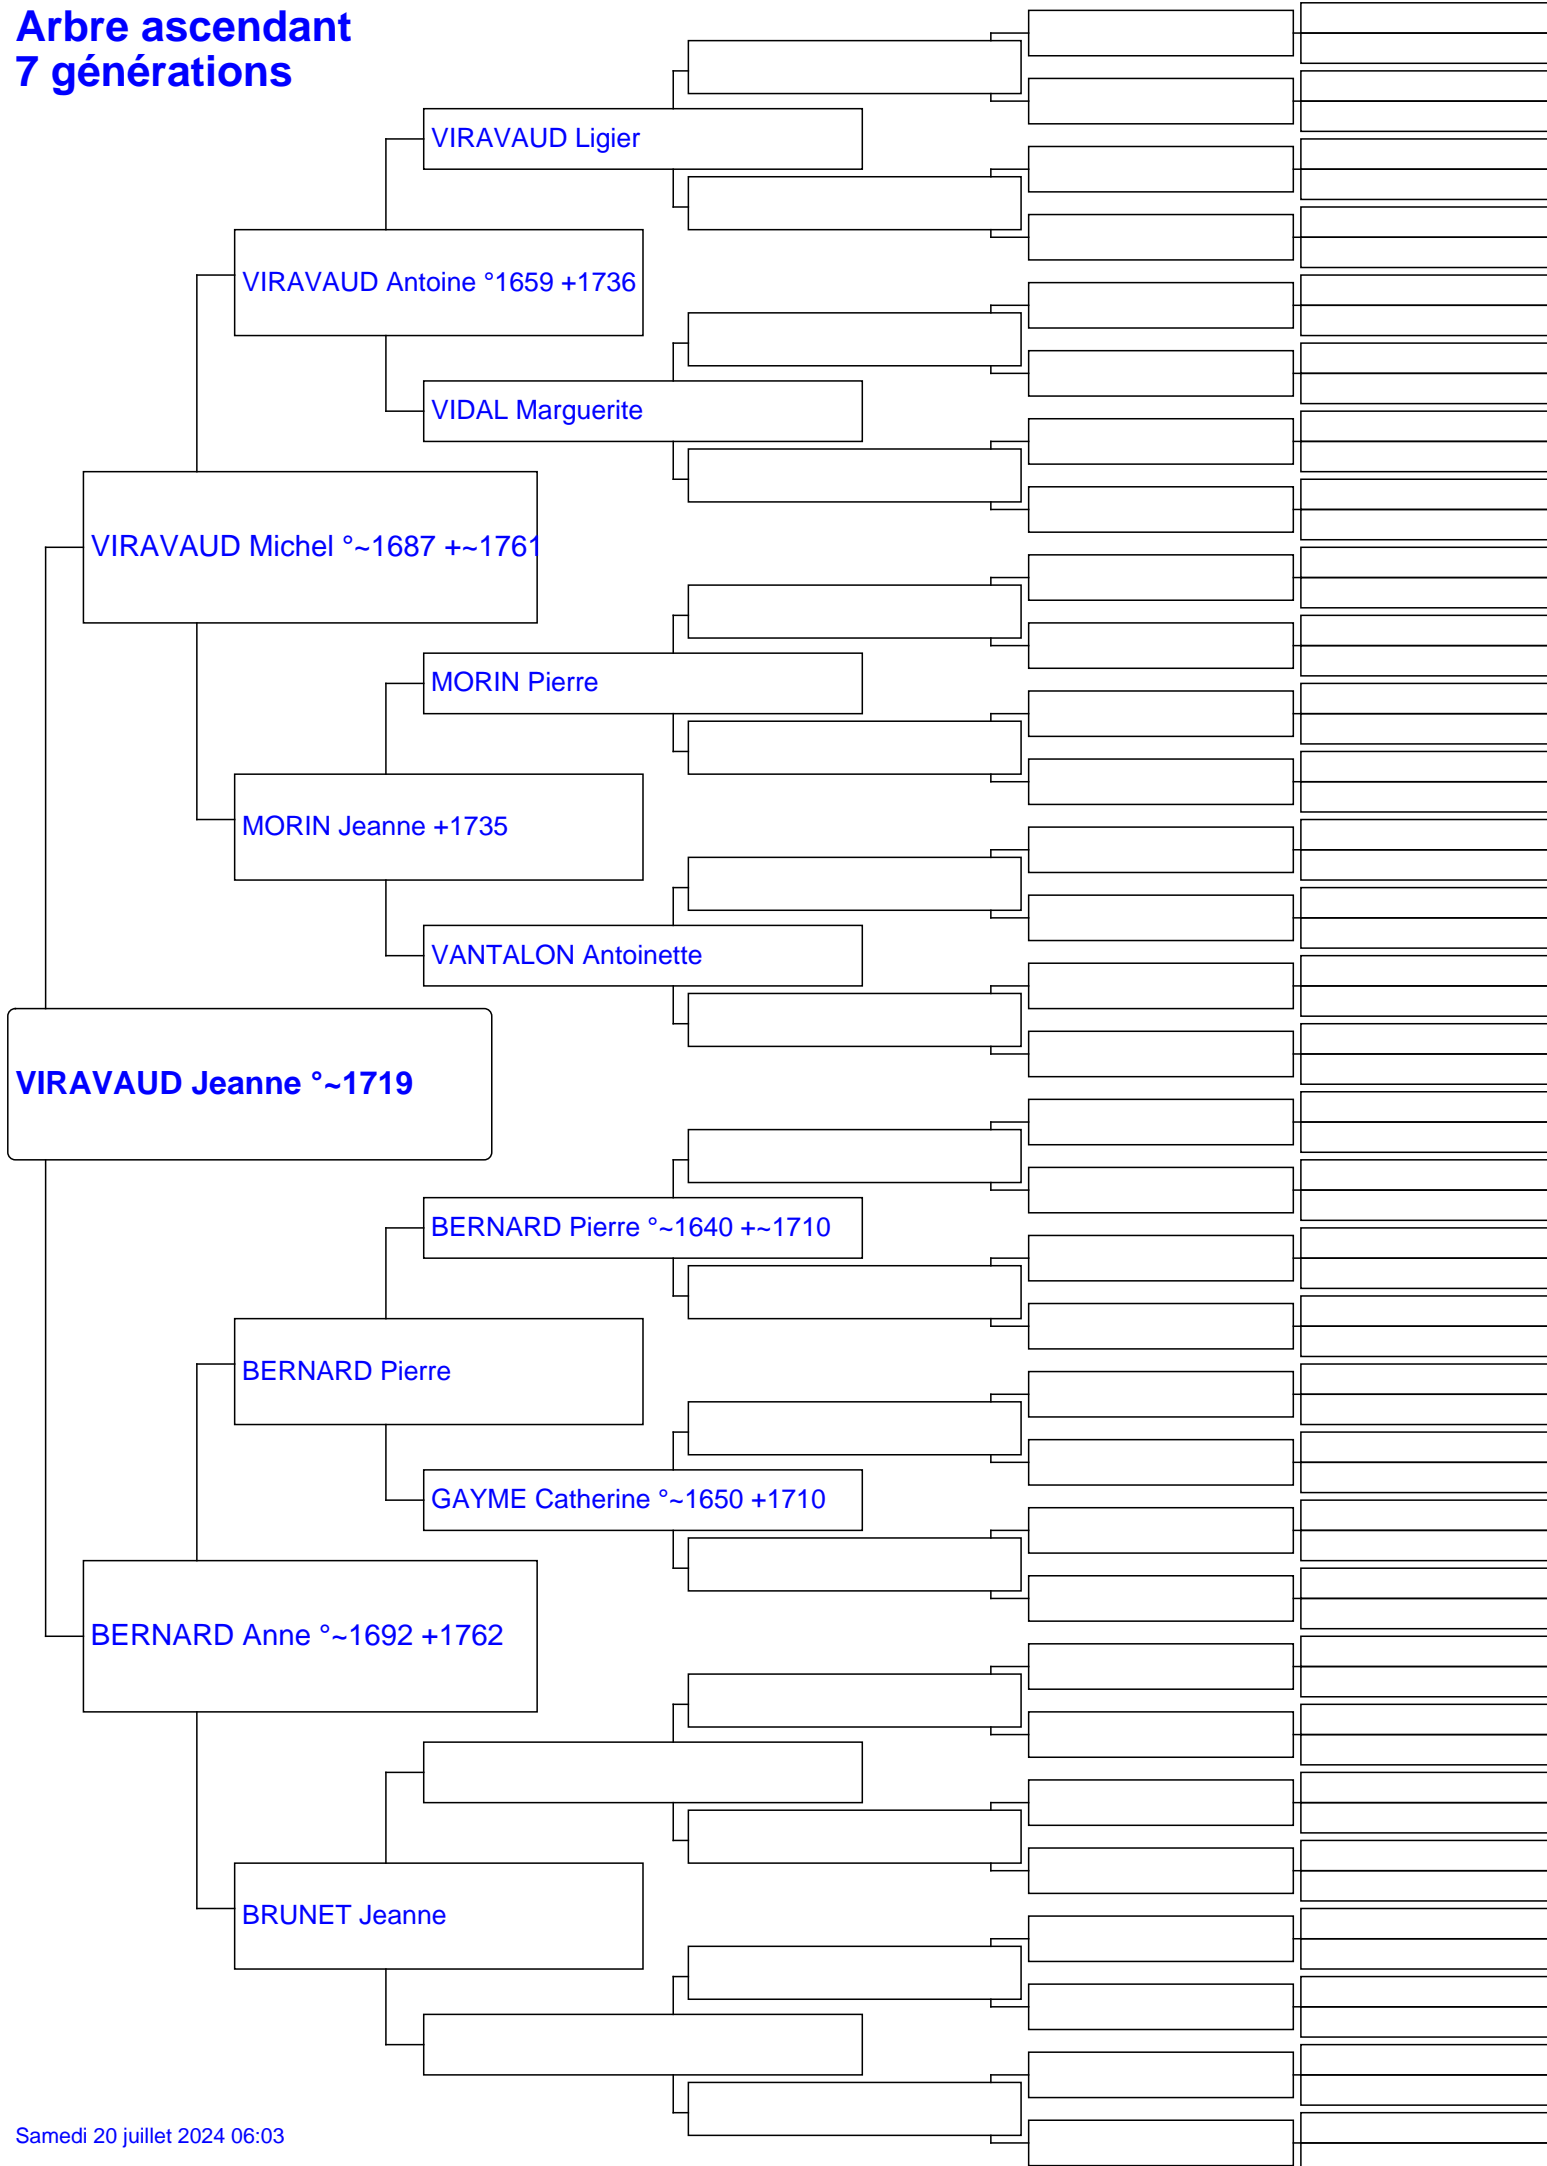 Arbre ascendant
7 générations
VIRAVAUD Ligier
VIRAVAUD Antoine °1659 +1736
VIDAL Marguerite
VIRAVAUD Michel °~1687 +~1761
MORIN Pierre
MORIN Jeanne +1735
VANTALON Antoinette
VIRAVAUD Jeanne °~1719
BERNARD Pierre °~1640 +~1710
BERNARD Pierre
GAYME Catherine °~1650 +1710
BERNARD Anne °~1692 +1762
BRUNET Jeanne
Samedi 20 juillet 2024 06:03